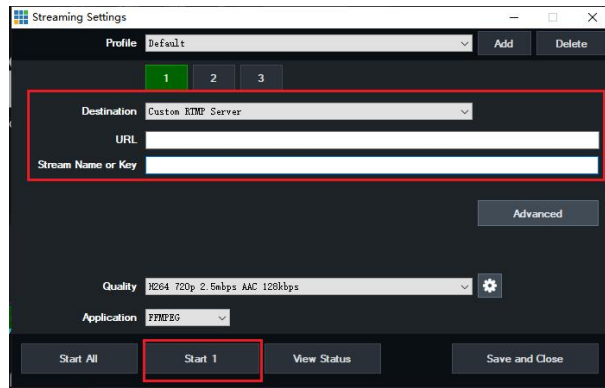 Streaming Settings
Profile Default Add Delete
1 2 3
Destination Custom RTMP Server
URL
Stream Name or Key
Advanced
Quality H264 720p 2.5mbps AAC 128kbps
Application FFMPEG
Start All Start 1 View Status Save and Close